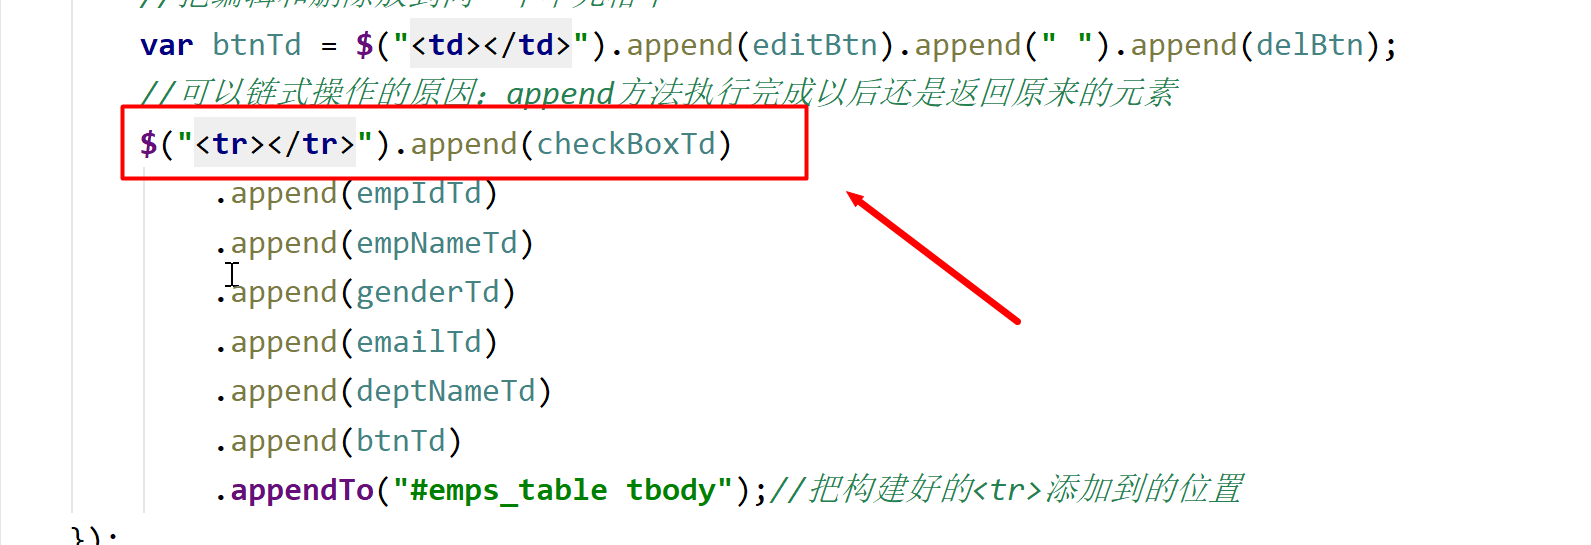 var btnTd = $("<td></td>").append(editBtn).append(" ").append(delBtn);
//可以链式操作的原因：append方法执行完成以后还是返回原来的元素
$("<tr></tr>").append(checkBoxTd)
.append(empIdTd)
.append(empNameTd)
.append(genderTd)
.append(emailTd)
.append(deptNameTd)
.append(btnTd)
.appendTo("#emps_table tbody");//把构建好的<tr>添加到的位置
});